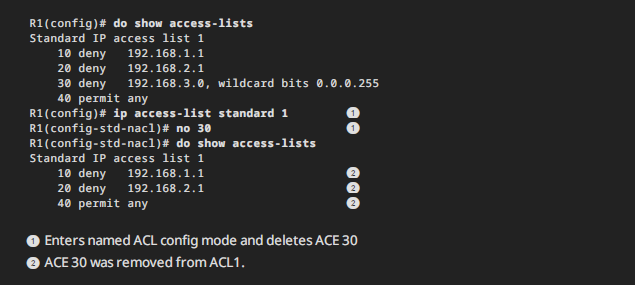 R1(config)# do show access-lists
Standard IP access list 1
    10 deny   192.168.1.1
    20 deny   192.168.2.1
    30 deny   192.168.3.0, wildcard bits 0.0.0.255
    40 permit any
R1(config)# ip access-list standard 1 1
R1(config-std-nacl)# no 30 1
R1(config-std-nacl)# do show access-lists
Standard IP access list 1
    10 deny   192.168.1.1 2
    20 deny   192.168.2.1 2
    40 permit any 2
1 Enters named ACL config mode and deletes ACE 30
2 ACE 30 was removed from ACL1.